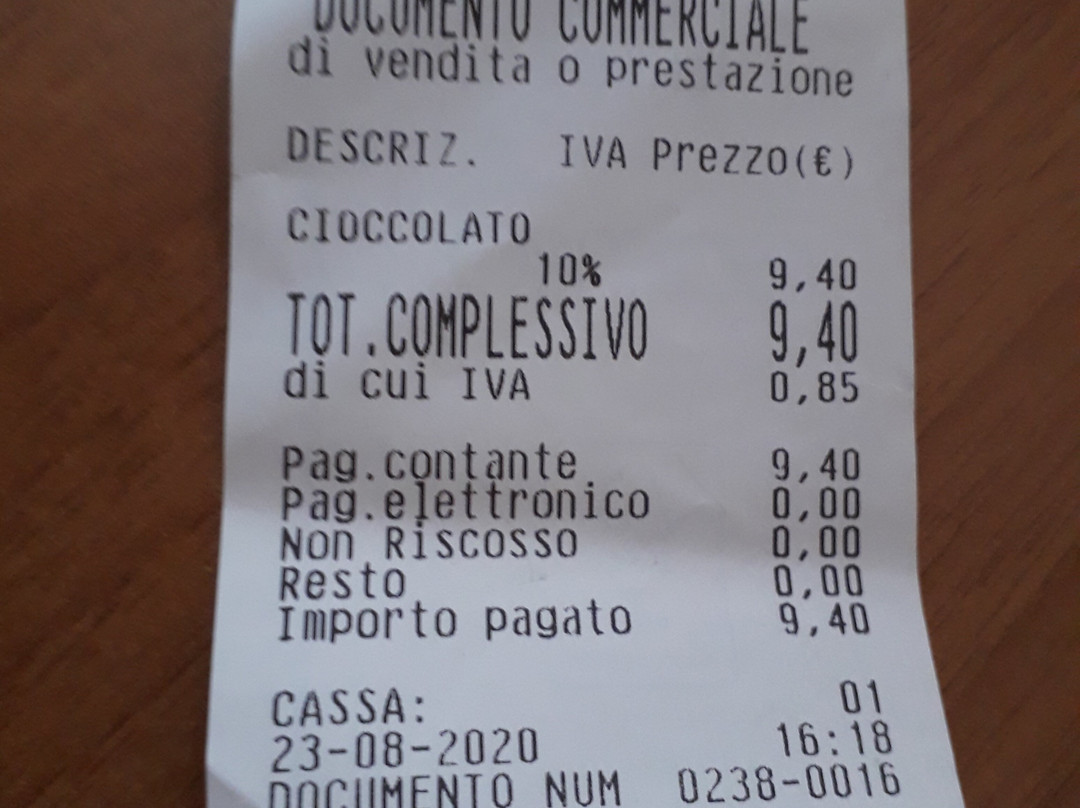 DOCUMENTO COMMERCIALE
di vendita o prestazione
DESCRIZ. IVA Prezzo(€)
CIOCCOLATO
10% 9,40
TOT.COMPLESSIVO 9,40
di cui IVA 0,85
Pag.contante 9,40
Pag.elettronico 0,00
Non Riscosso 0,00
Resto 0,00
Importo pagato 9,40
CASSA: 01
23-08-2020 16:18
DOCUMENTO NUM 0238-0016